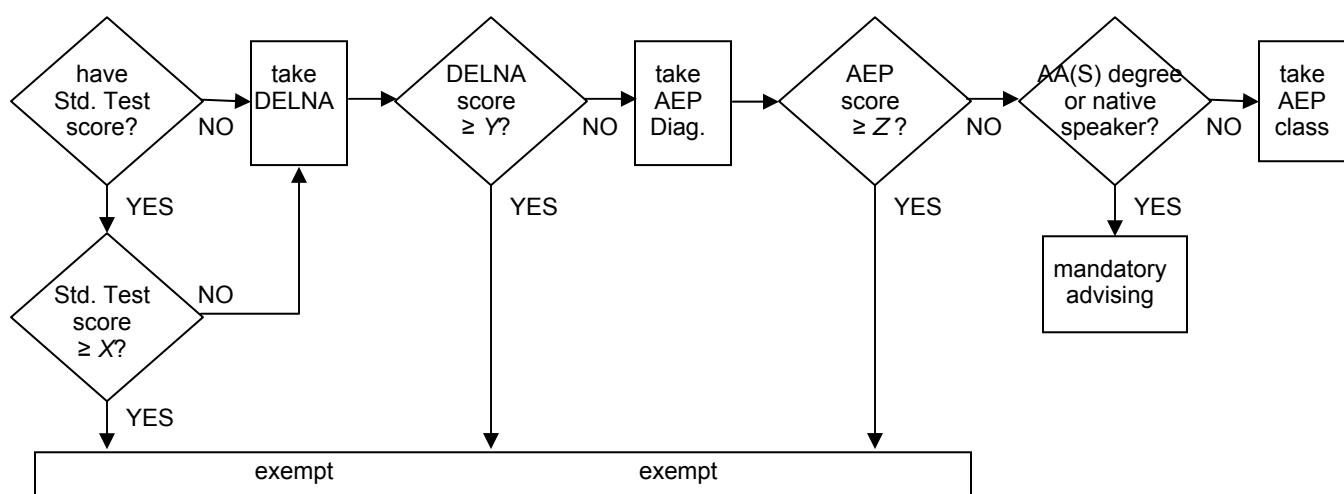 have
Std. Test
score?
NO
YES
take
DELNA
DELNA
score
≥ Y?
NO
YES
take
AEP
Diag.
AEP
score
≥ Z ?
NO
YES
AA(S) degree
or native
speaker?
NO
YES
take
AEP
class
mandatory
advising
Std. Test
score
≥ X?
NO
YES
exempt
exempt